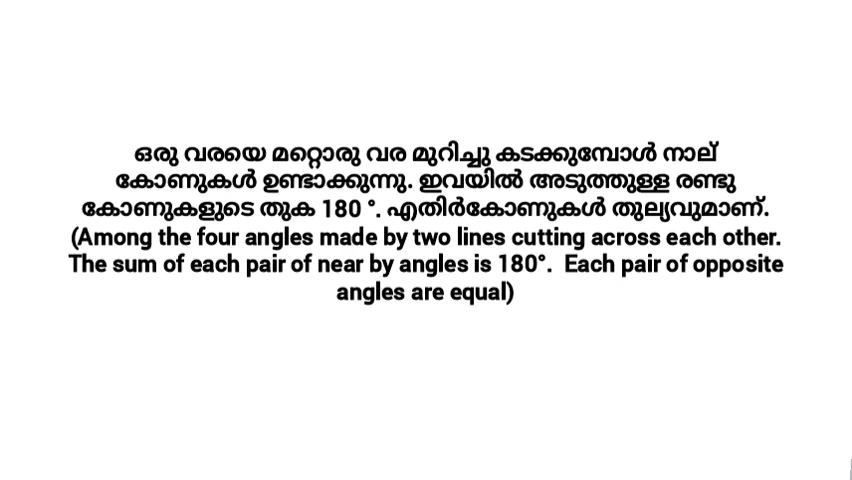 ഒരു വരയെ മറ്റൊരു വര മുറിച്ചു കടക്കുമ്പോൾ നാല്
കോണുകൾ ഉണ്ടാക്കുന്നു. ഇവയിൽ അടുത്തുള്ള രണ്ടു
കോണുകളുടെ തുക 180 °. എതിർകോണുകൾ തുല്യവുമാണ്.
(Among the four angles made by two lines cutting across each other.
The sum of each pair of near by angles is 180°.  Each pair of opposite
angles are equal)